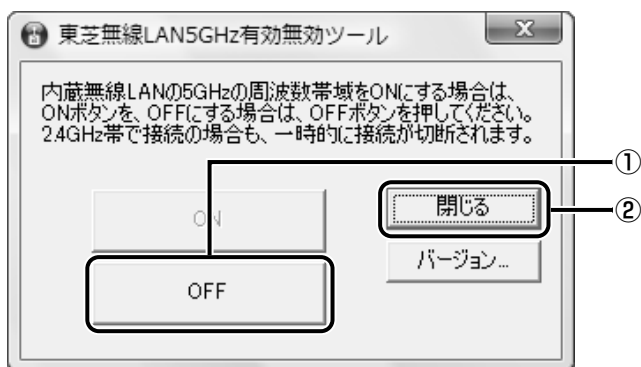 東芝無線LAN5GHz有効無効ツール
内蔵無線LANの5GHzの周波数帯域をONにする場合は、
ONボタンを、OFFにする場合は、OFFボタンを押してください。
2.4GHz帯で接続の場合も、一時的に接続が切断されます。
①
ON
閉じる
②
バージョン...
OFF